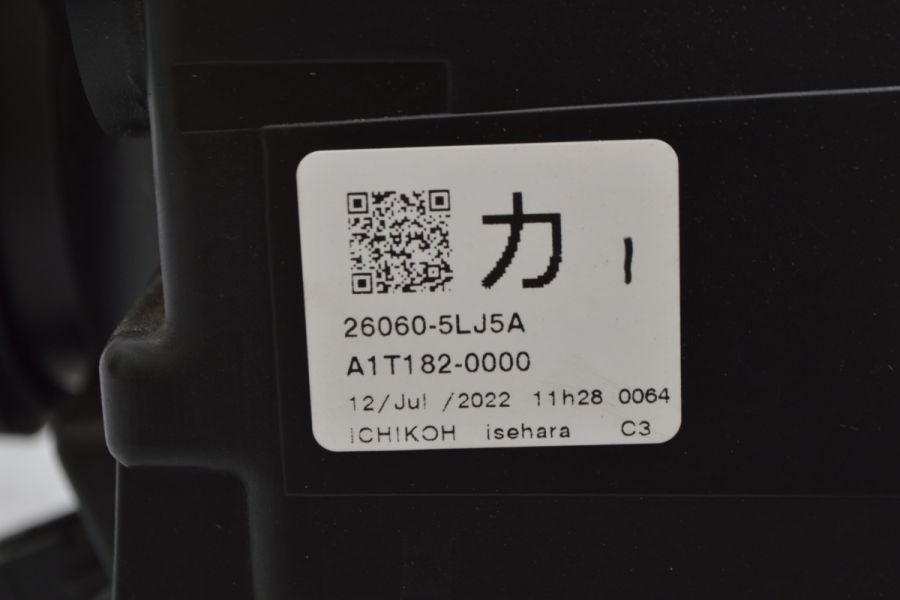 カ
26060-5LJ5A
A1T182-0000
12/Jul /2022 11h28 0064
ICHIKOH isehara C3